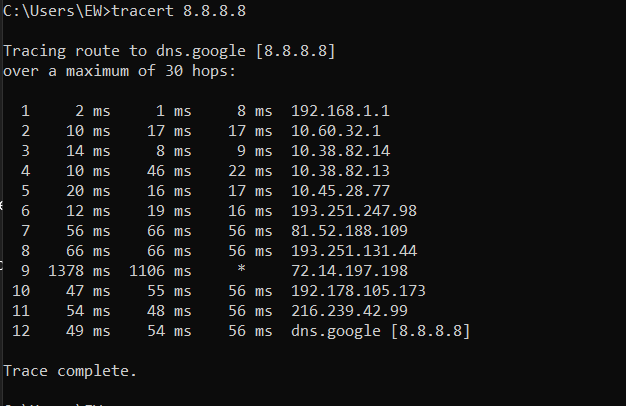 C:\Users\EW>tracert 8.8.8.8
Tracing route to dns.google [8.8.8.8]
over a maximum of 30 hops:
1 2 ms 1 ms 8 ms 192.168.1.1
2 10 ms 17 ms 17 ms 10.60.32.1
3 14 ms 8 ms 9 ms 10.38.82.14
4 10 ms 46 ms 22 ms 10.38.82.13
5 20 ms 16 ms 17 ms 10.45.28.77
6 12 ms 19 ms 16 ms 193.251.247.98
7 56 ms 66 ms 56 ms 81.52.188.109
8 66 ms 66 ms 56 ms 193.251.131.44
9 1378 ms 1106 ms * 72.14.197.198
10 47 ms 55 ms 56 ms 192.178.105.173
11 54 ms 48 ms 56 ms 216.239.42.99
12 49 ms 54 ms 56 ms dns.google [8.8.8.8]
Trace complete.